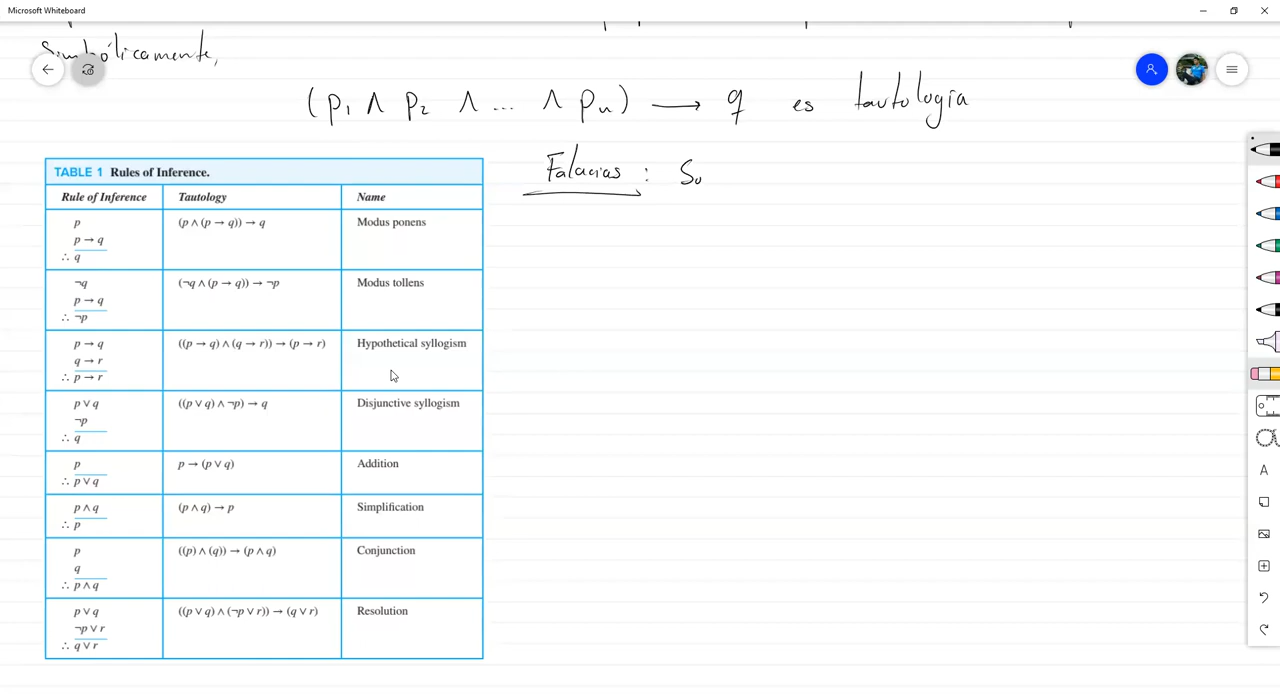 Microsoft Whiteboard
Simbólicamente,
(p1 ∧ p2 ∧ ... ∧ pn) → q es tautología
Falacias : So
TABLE 1 Rules of Inference.
Rule of Inference Tautology Name
p
p → q
∴ q
(p ∧ (p → q)) → q
Modus ponens
¬q
p → q
∴ ¬p
(¬q ∧ (p → q)) → ¬p
Modus tollens
p → q
q → r
∴ p → r
((p → q) ∧ (q → r)) → (p → r)
Hypothetical syllogism
p ∨ q
¬p
∴ q
((p ∨ q) ∧ ¬p) → q
Disjunctive syllogism
p
∴ p ∨ q
p → (p ∨ q)
Addition
p ∧ q
∴ p
(p ∧ q) → p
Simplification
p
q
∴ p ∧ q
((p) ∧ (q)) → (p ∧ q)
Conjunction
p ∨ q
¬p ∨ r
∴ q ∨ r
((p ∨ q) ∧ (¬p ∨ r)) → (q ∨ r)
Resolution
A